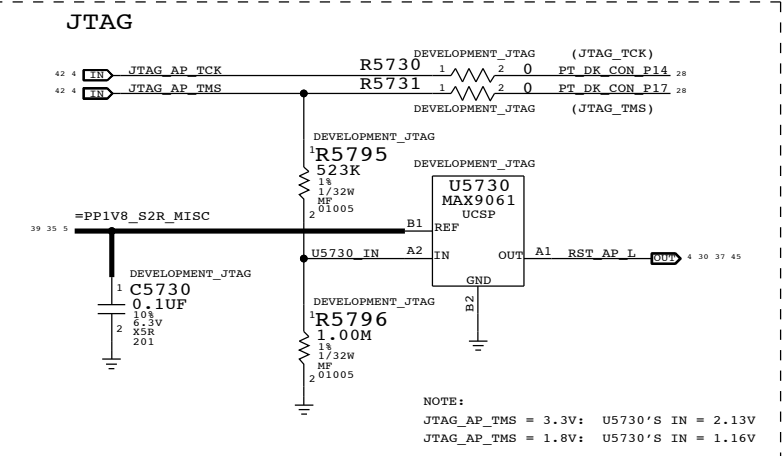 JTAG
DEVELOPMENT_JTAG (JTAG_TCK)
42 4 IN JTAG_AP_TCK R5730 1 2 0 PT_DK_CON_P14 28
42 4 IN JTAG_AP_TMS R5731 1 2 0 PT_DK_CON_P17 28
DEVELOPMENT_JTAG (JTAG_TMS)
DEVELOPMENT_JTAG
1 R5795
523K
1%
1/32W
MF
2 01005
DEVELOPMENT_JTAG
U5730
MAX9061
UCSP
=PP1V8_S2R_MISC
39 35 5
B1 REF
U5730_IN A2 IN
OUT A1 RST_AP_L OUT 4 30 37 45
GND
B2
DEVELOPMENT_JTAG
1 C5730
0.1UF
10%
2 6.3V
X5R
201
DEVELOPMENT_JTAG
1 R5796
1.00M
1%
1/32W
MF
2 01005
NOTE:
JTAG_AP_TMS = 3.3V: U5730'S IN = 2.13V
JTAG_AP_TMS = 1.8V: U5730'S IN = 1.16V